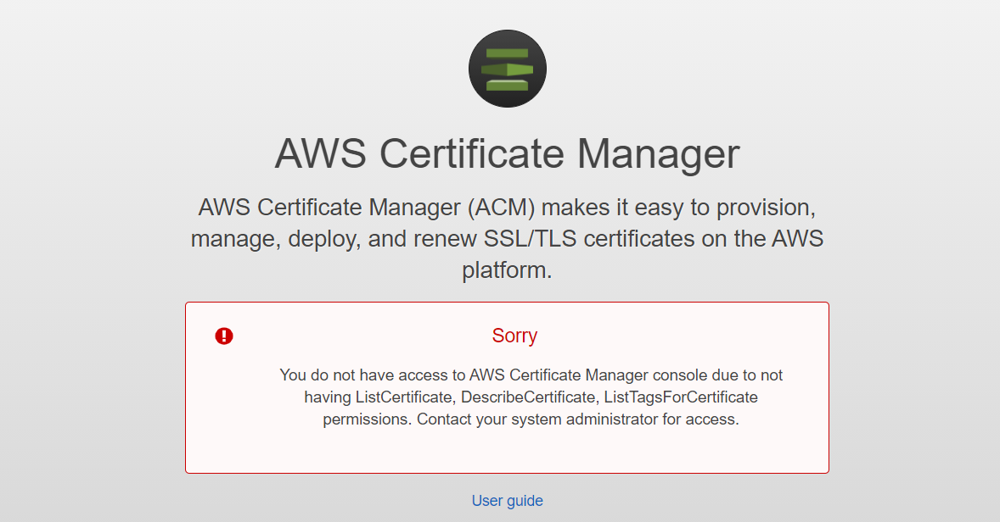 AWS Certificate Manager
AWS Certificate Manager (ACM) makes it easy to provision,
manage, deploy, and renew SSL/TLS certificates on the AWS
platform.
Sorry
You do not have access to AWS Certificate Manager console due to not
having ListCertificate, DescribeCertificate, ListTagsForCertificate
permissions. Contact your system administrator for access.
User guide